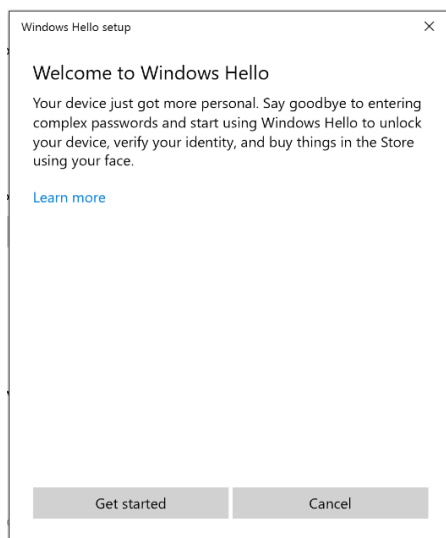 Windows Hello setup
Welcome to Windows Hello
Your device just got more personal. Say goodbye to entering
complex passwords and start using Windows Hello to unlock
your device, verify your identity, and buy things in the Store
using your face.
Learn more
Get started
Cancel